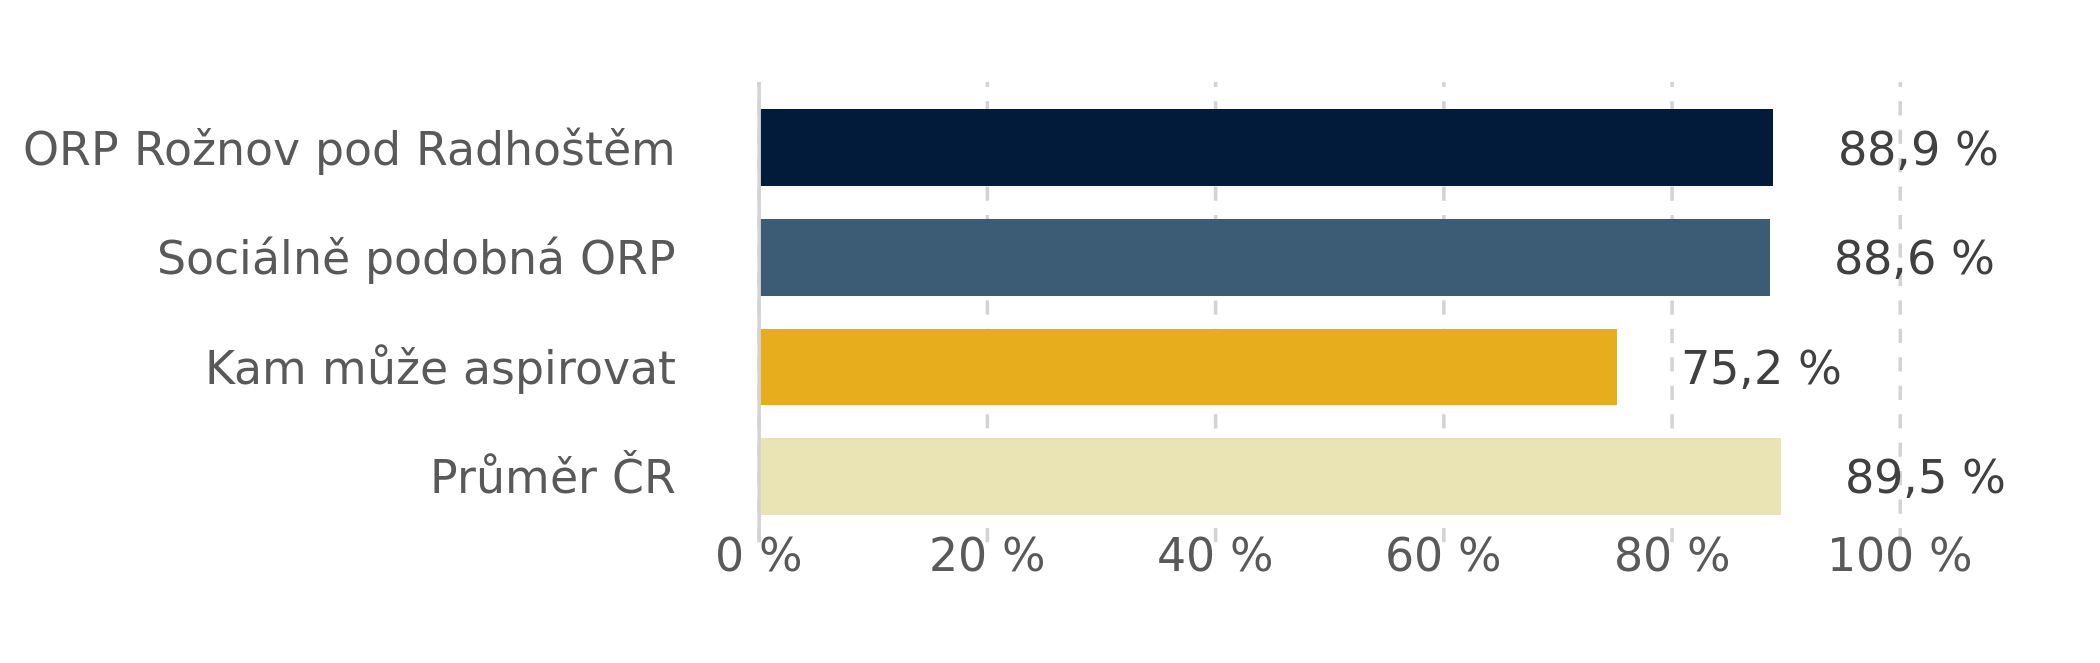 ORP Rožnov pod Radhoštěm 88,9 %
Sociálně podobná ORP 88,6 %
Kam může aspirovat 75,2 %
Průměr ČR 89,5 %
0 % 20 % 40 % 60 % 80 % 100 %